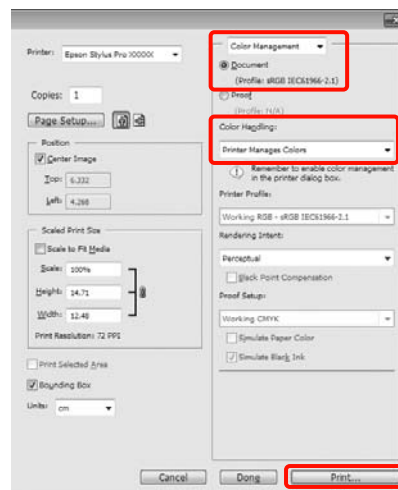 Printer: Epson Stylus Pro XXXXX
Copies: 1
Page Setup...
Position
Center Image
Top: 6.332
Left: 4.268
Scaled Print Size
Scale to Fit Media
Scale: 100%
Height: 14.71
Width: 12.48
Print Resolution: 72 PPI
Print Selected Area
Bounding Box
Units: cm
Color Management
Document
(Profile: sRGB IEC61966-2.1)
Proof
(Profile: N/A)
Color Handling:
Printer Manages Colors
Remember to enable color management
in the printer dialog box.
Printer Profile:
Working RGB - sRGB IEC61966-2.1
Rendering Intent:
Perceptual
Black Point Compensation
Proof Setup:
Working CMYK
Simulate Paper Color
Simulate Black Ink
Cancel
Done
Print...